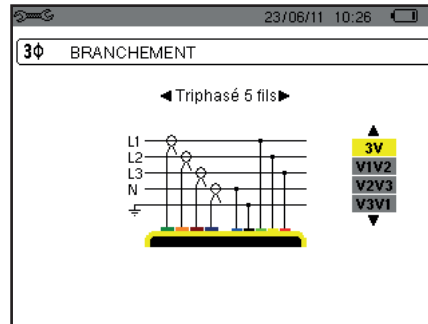 23/06/11 10:26
3ϕ BRANCHEMENT
◄Triphasé 5 fils►
L1
L2
L3
N
3V
V1V2
V2V3
V3V1